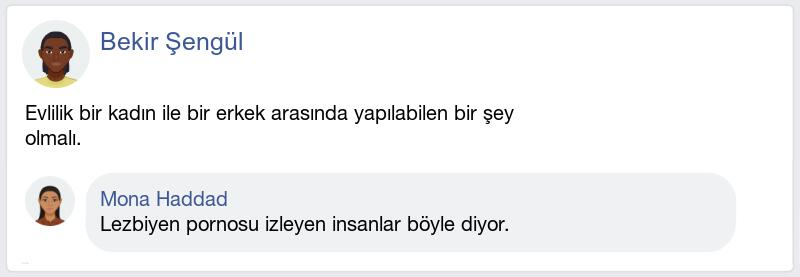 Bekir Şengül
Evlilik bir kadın ile bir erkek arasında yapılabilen bir şey
olmalı.
Mona Haddad
Lezbiyen pornosu izleyen insanlar böyle diyor.